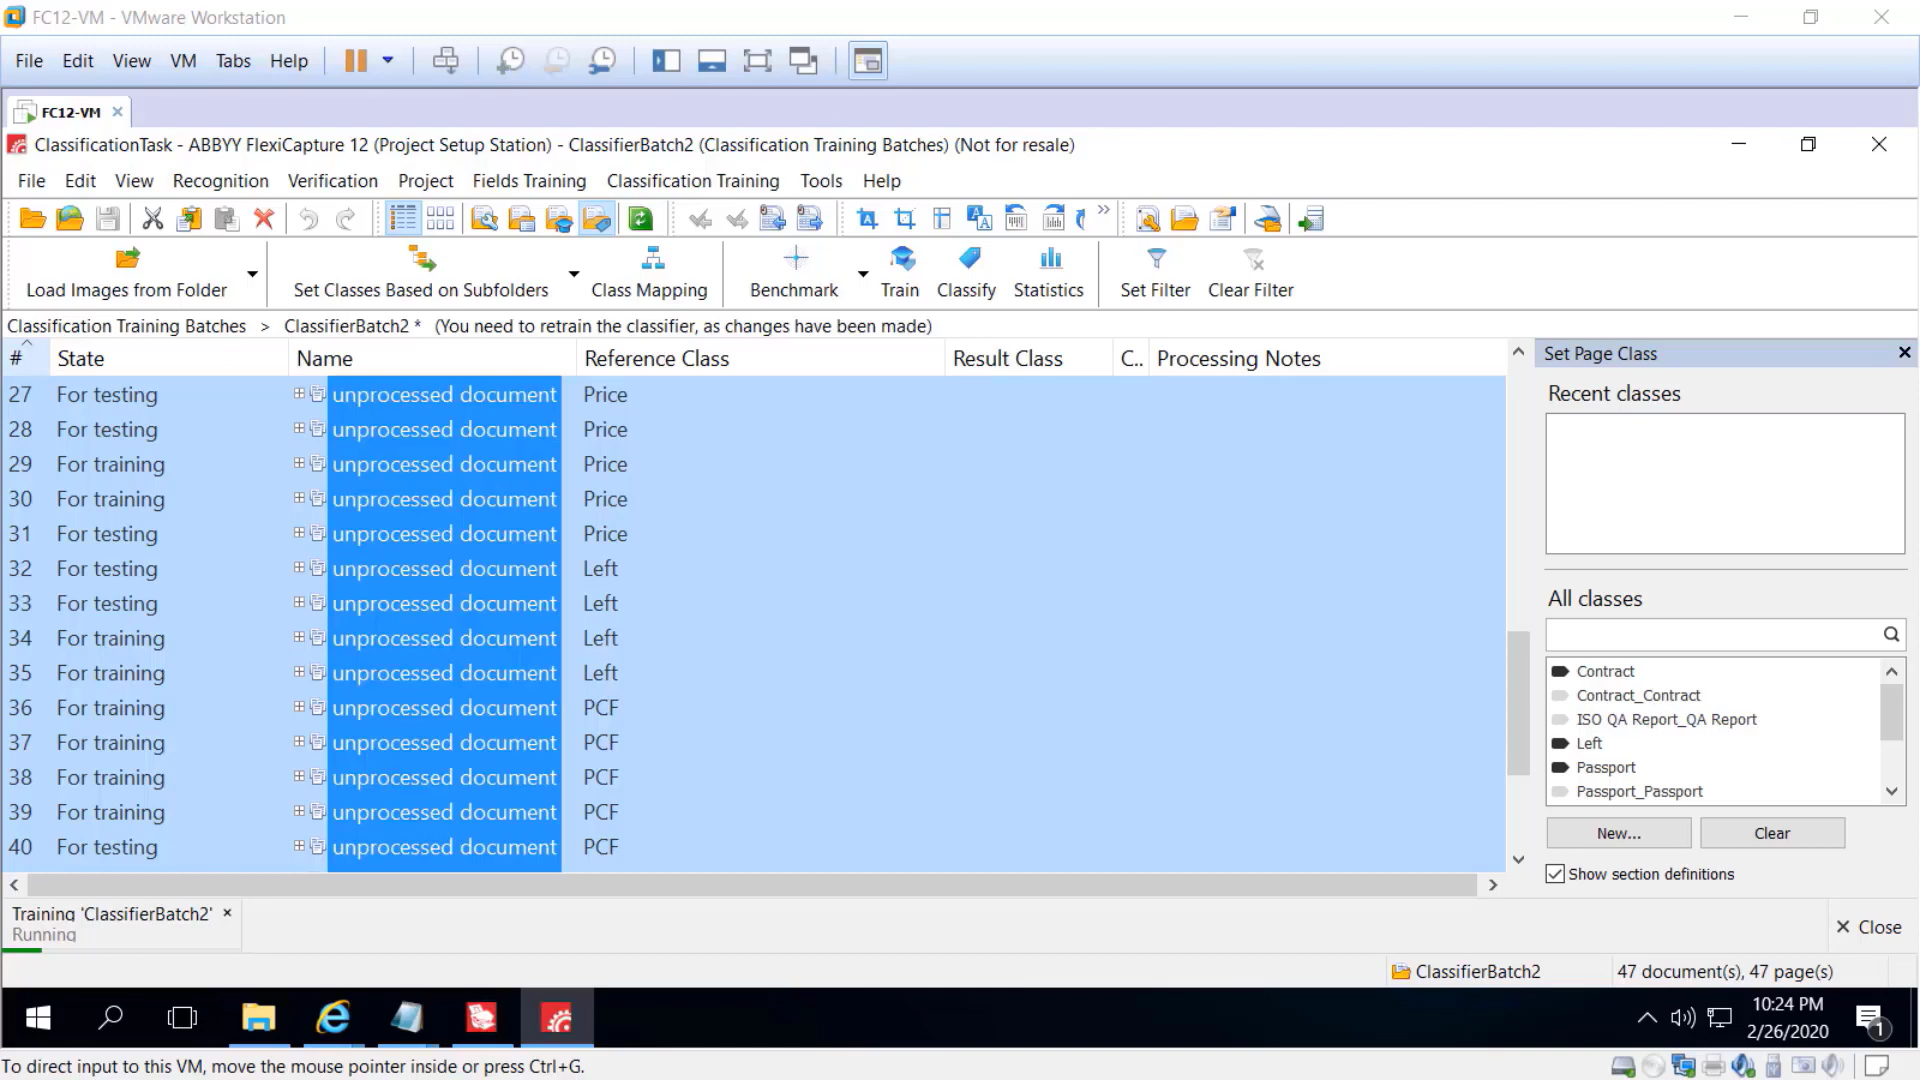 FC12-VM - VMware Workstation
File Edit View VM Tabs Help
FC12-VM
ClassificationTask - ABBYY FlexiCapture 12 (Project Setup Station) - ClassifierBatch2 (Classification Training Batches) (Not for resale)
File Edit View Recognition Verification Project Fields Training Classification Training Tools Help
Load Images from Folder Set Classes Based on Subfolders Class Mapping Benchmark Train Classify Statistics Set Filter Clear Filter
Classification Training Batches > ClassifierBatch2 * (You need to retrain the classifier, as changes have been made)
# State Name Reference Class Result Class C.. Processing Notes
27 For testing unprocessed document Price
28 For testing unprocessed document Price
29 For training unprocessed document Price
30 For training unprocessed document Price
31 For testing unprocessed document Price
32 For testing unprocessed document Left
33 For testing unprocessed document Left
34 For training unprocessed document Left
35 For training unprocessed document Left
36 For training unprocessed document PCF
37 For training unprocessed document PCF
38 For training unprocessed document PCF
39 For training unprocessed document PCF
40 For testing unprocessed document PCF
Set Page Class
Recent classes
All classes
Contract
Contract_Contract
ISO QA Report_QA Report
Left
Passport
Passport_Passport
New... Clear
Show section definitions
Training 'ClassifierBatch2'
Running
Close
ClassifierBatch2 47 document(s), 47 page(s)
10:24 PM
2/26/2020
1
To direct input to this VM, move the mouse pointer inside or press Ctrl+G.